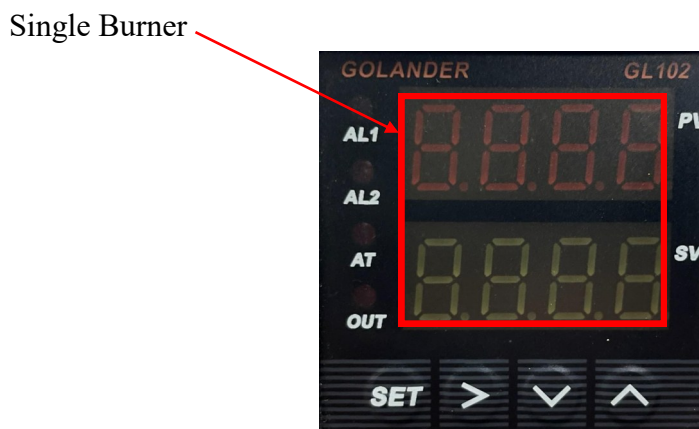 Single Burner
GOLANDER GL102
PV
AL1
AL2
AT
SV
OUT
SET > ∨ ∧